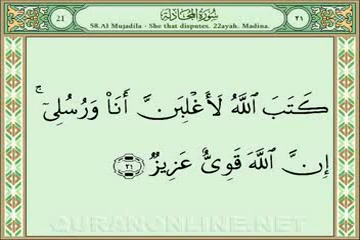 21 سورة المجادلة ٢١
58.Al Mujadila - She that disputes. 22ayah. Madina.
كَتَبَ ٱللَّهُ لَأَغْلِبَنَّ أَنَا۠ وَرُسُلِىٓ ۚ
إِنَّ ٱللَّهَ قَوِىٌّ عَزِيزٌ ٢١
QURANONLINE.NET